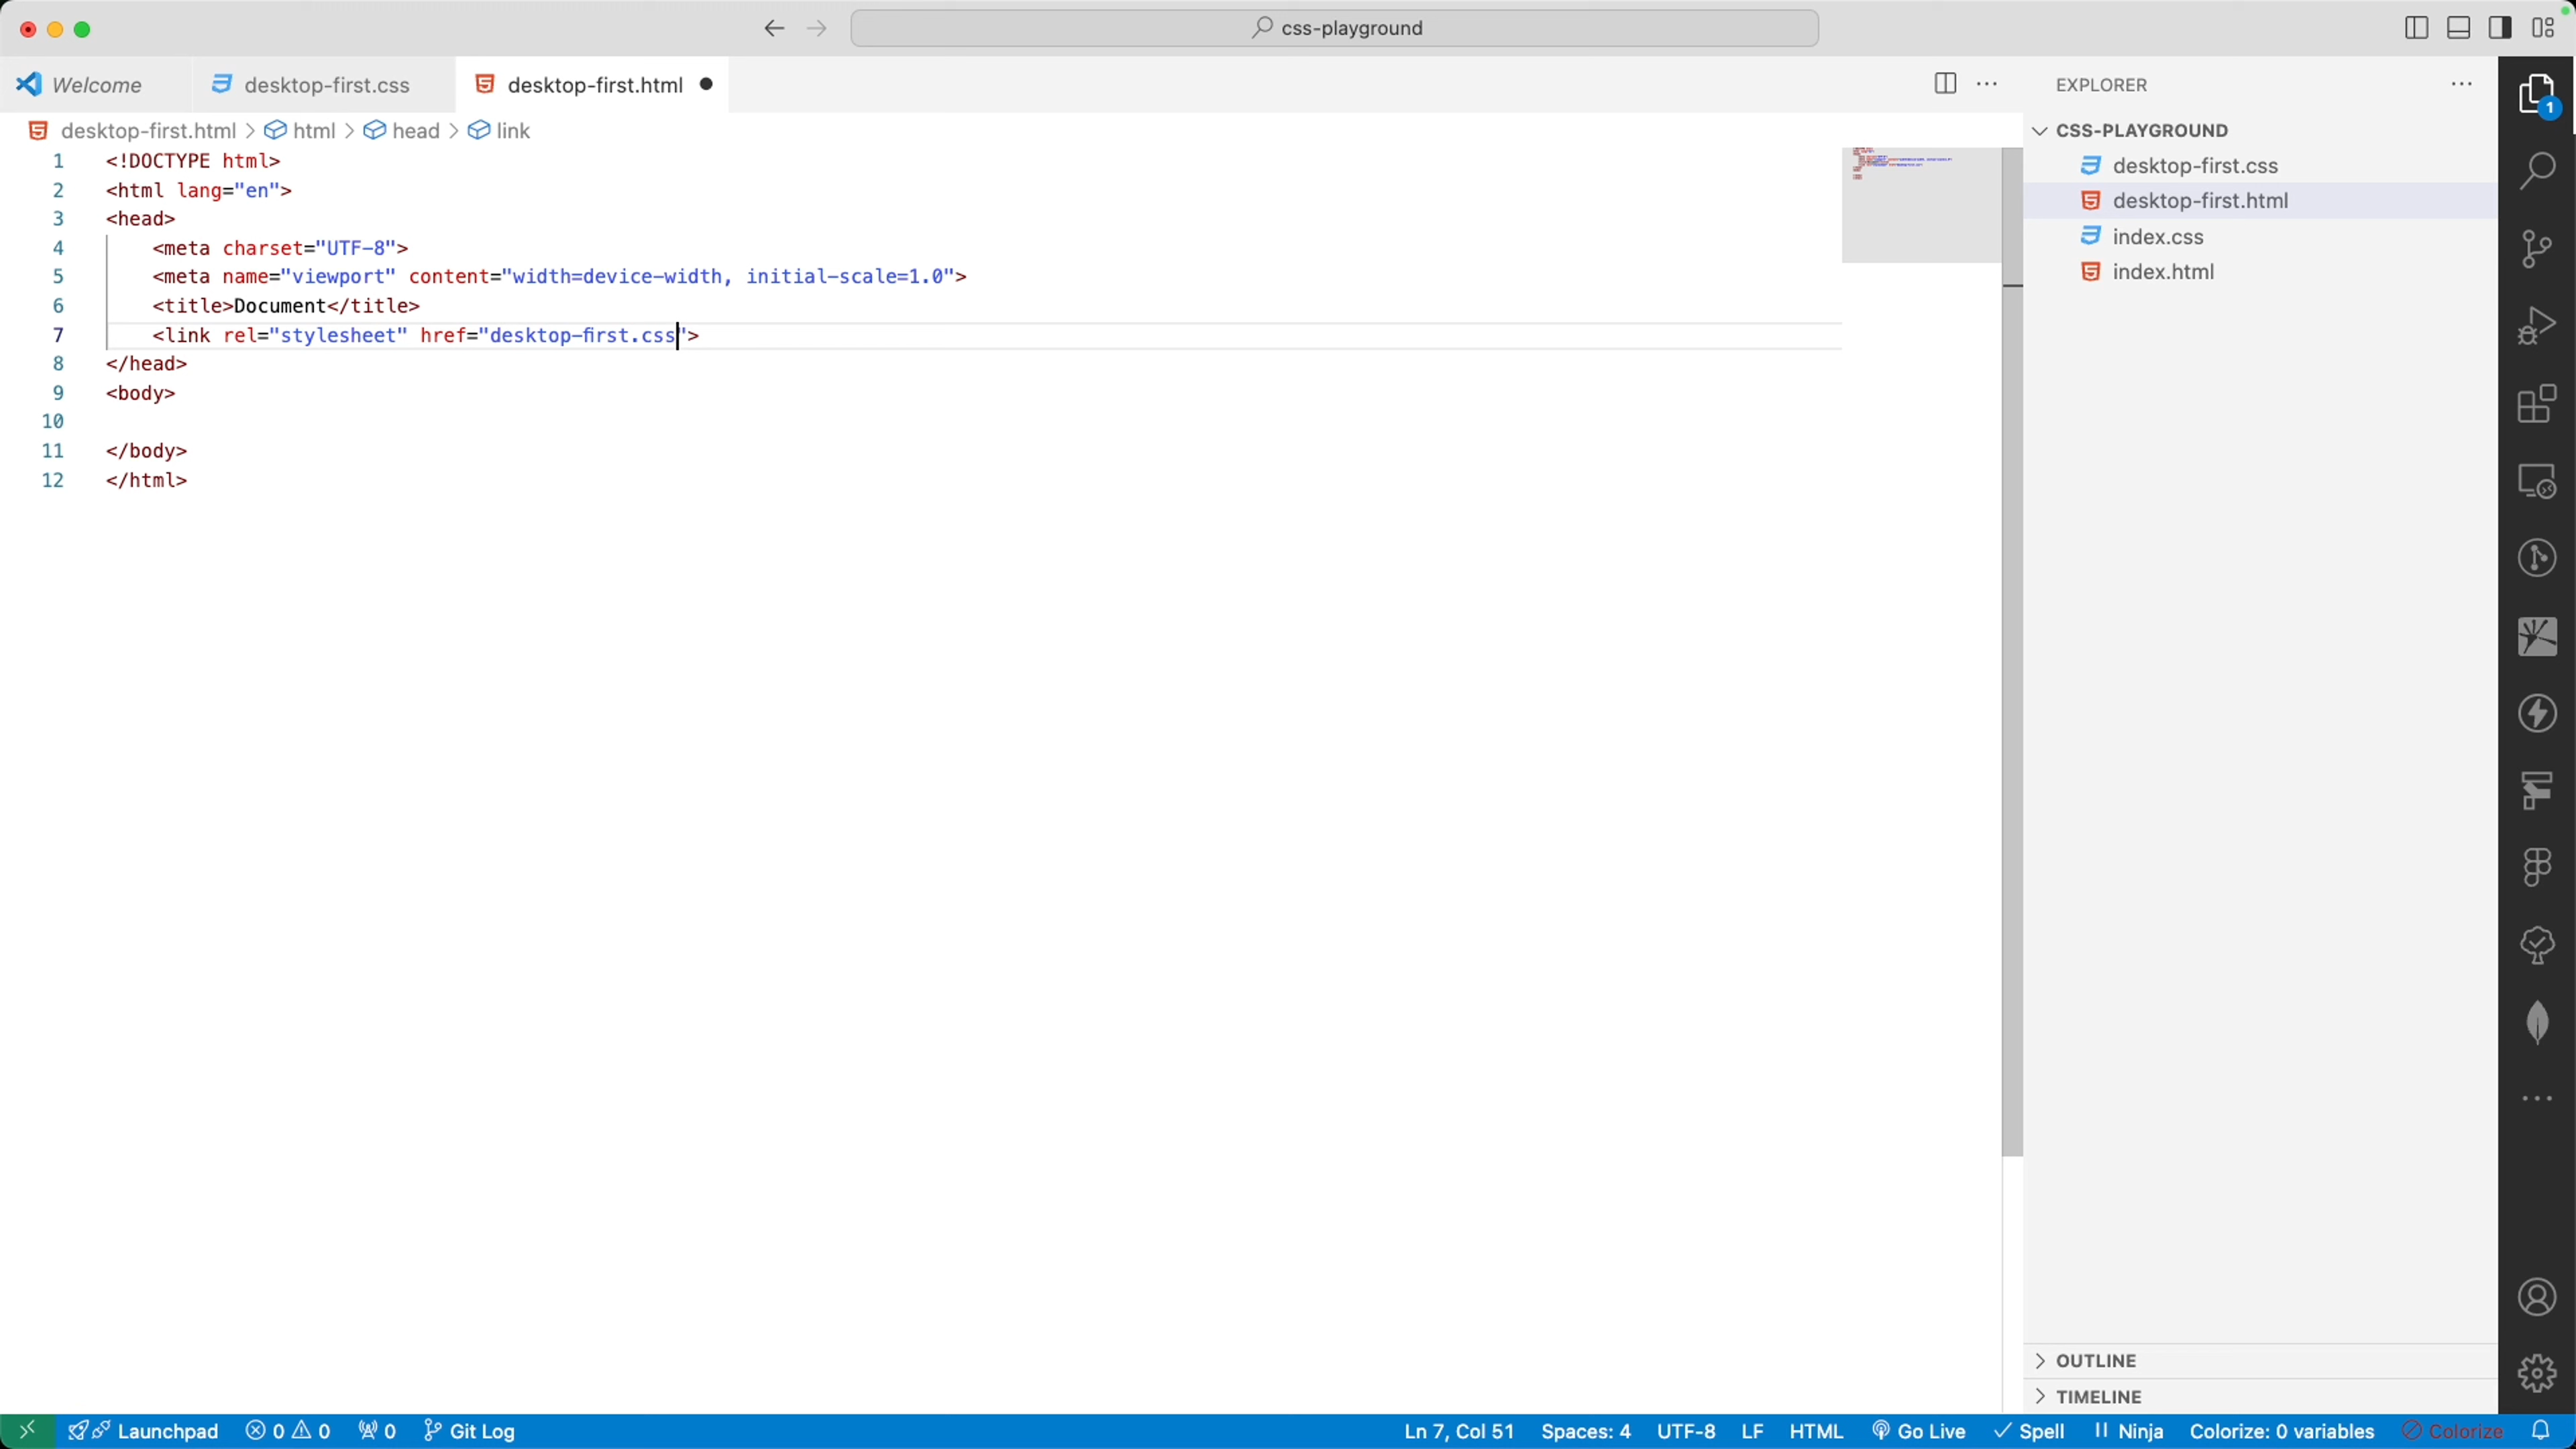 css-playground
Welcome
desktop-first.css
desktop-first.html
EXPLORER
desktop-first.html > html > head > link
1 <!DOCTYPE html>
2 <html lang="en">
3 <head>
4 <meta charset="UTF-8">
5 <meta name="viewport" content="width=device-width, initial-scale=1.0">
6 <title>Document</title>
7 <link rel="stylesheet" href="desktop-first.css">
8 </head>
9 <body>
10
11 </body>
12 </html>
CSS-PLAYGROUND
desktop-first.css
desktop-first.html
index.css
index.html
1
OUTLINE
TIMELINE
Launchpad 0 0 0 Git Log Ln 7, Col 51 Spaces: 4 UTF-8 LF HTML Go Live Spell Ninja Colorize: 0 variables Colorize